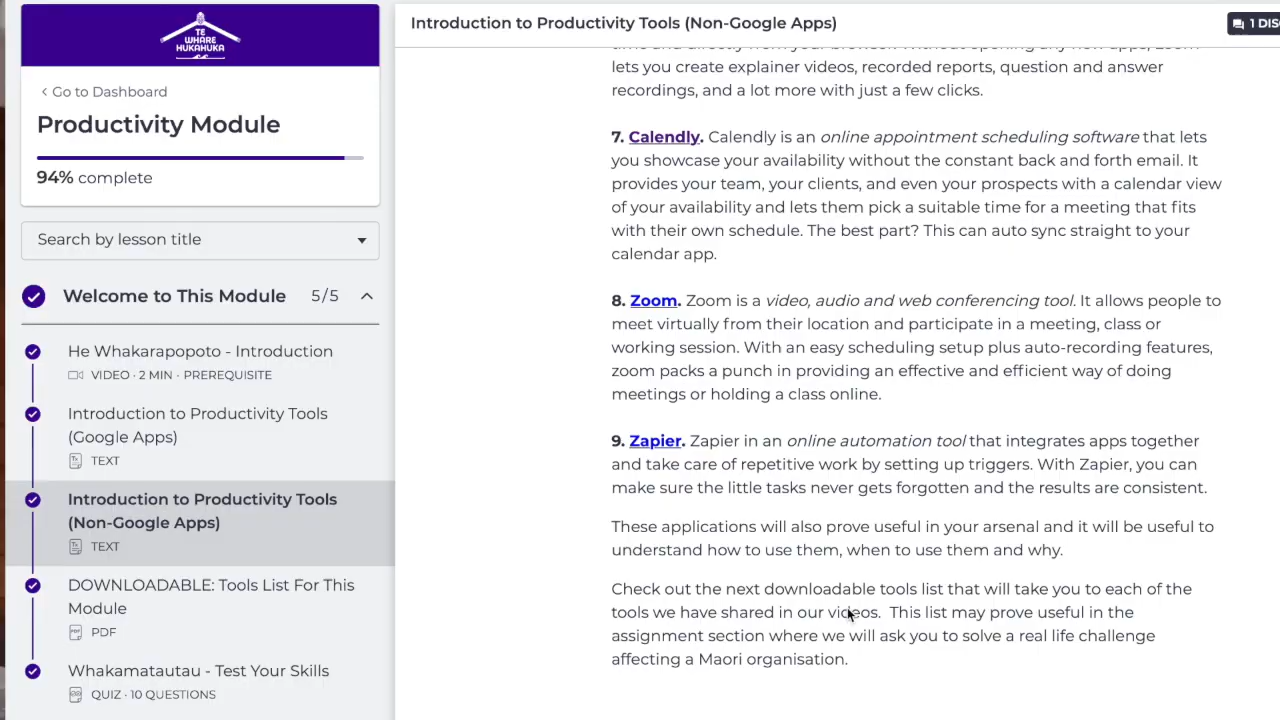 TE
WHARE
HUKAHUKA
Go to Dashboard
Productivity Module
94% complete
Search by lesson title
Welcome to This Module 5/5
He Whakarapopoto - Introduction
VIDEO · 2 MIN · PREREQUISITE
Introduction to Productivity Tools
(Google Apps)
TEXT
Introduction to Productivity Tools
(Non-Google Apps)
TEXT
DOWNLOADABLE: Tools List For This
Module
PDF
Whakamatautau - Test Your Skills
QUIZ · 10 QUESTIONS
Introduction to Productivity Tools (Non-Google Apps)
1 DISC
lets you create explainer videos, recorded reports, question and answer
recordings, and a lot more with just a few clicks.
7. Calendly. Calendly is an online appointment scheduling software that lets
you showcase your availability without the constant back and forth email. It
provides your team, your clients, and even your prospects with a calendar view
of your availability and lets them pick a suitable time for a meeting that fits
with their own schedule. The best part? This can auto sync straight to your
calendar app.
8. Zoom. Zoom is a video, audio and web conferencing tool. It allows people to
meet virtually from their location and participate in a meeting, class or
working session. With an easy scheduling setup plus auto-recording features,
zoom packs a punch in providing an effective and efficient way of doing
meetings or holding a class online.
9. Zapier. Zapier in an online automation tool that integrates apps together
and take care of repetitive work by setting up triggers. With Zapier, you can
make sure the little tasks never gets forgotten and the results are consistent.
These applications will also prove useful in your arsenal and it will be useful to
understand how to use them, when to use them and why.
Check out the next downloadable tools list that will take you to each of the
tools we have shared in our videos. This list may prove useful in the
assignment section where we will ask you to solve a real life challenge
affecting a Maori organisation.